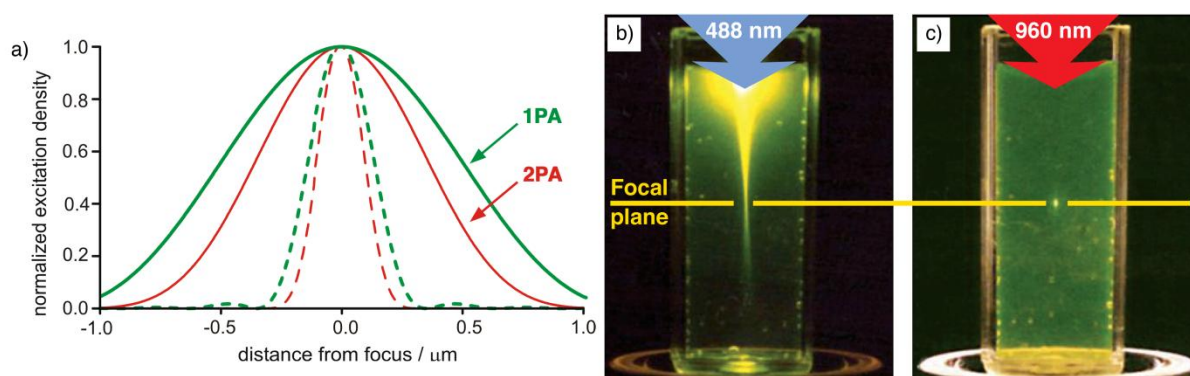 a)
normalized excitation density
1.0
0.8
0.6
0.4
0.2
0.0
-1.0
-0.5
0.0
0.5
1.0
distance from focus / μm
1PA
2PA
b)
488 nm
Focal
plane
c)
960 nm